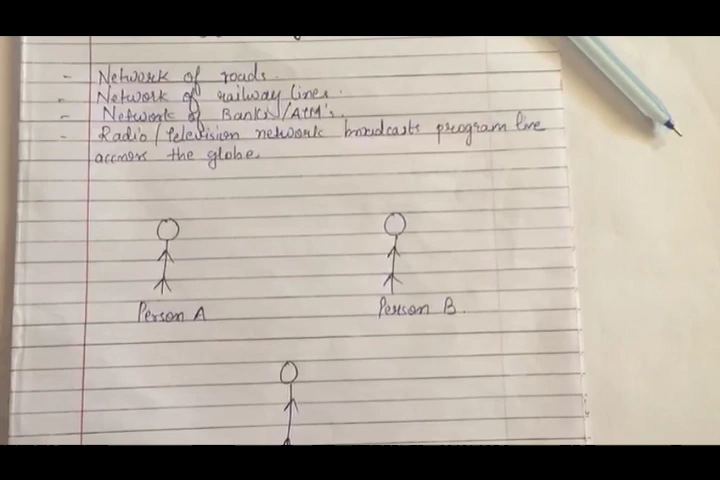 - Network of roads.
- Network of railway lines.
- Network of Banks/ATM's.
- Radio/Television network broadcasts program live
accross the globe.
Person A
Person B.